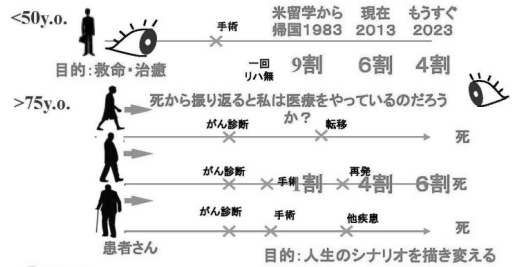 <50y.o.
手術
米留学から 現在 もうすぐ
帰国1983 2013 2023
目的：救命・治癒
一回
リハ無
9割 6割 4割
>75y.o.
死から振り返ると私は医療をやっているのだろう
か？
がん診断 転移 死
がん診断 手術 再発
1割 4割 6割 死
がん診断 手術 他疾患 死
患者さん
目的：人生のシナリオを描き変える